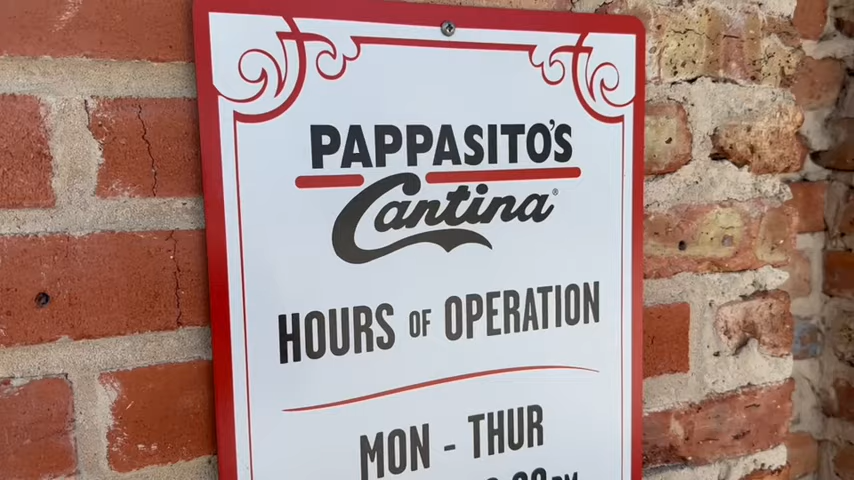 PAPPASITO'S
Cantina®
HOURS OF OPERATION
MON - THUR